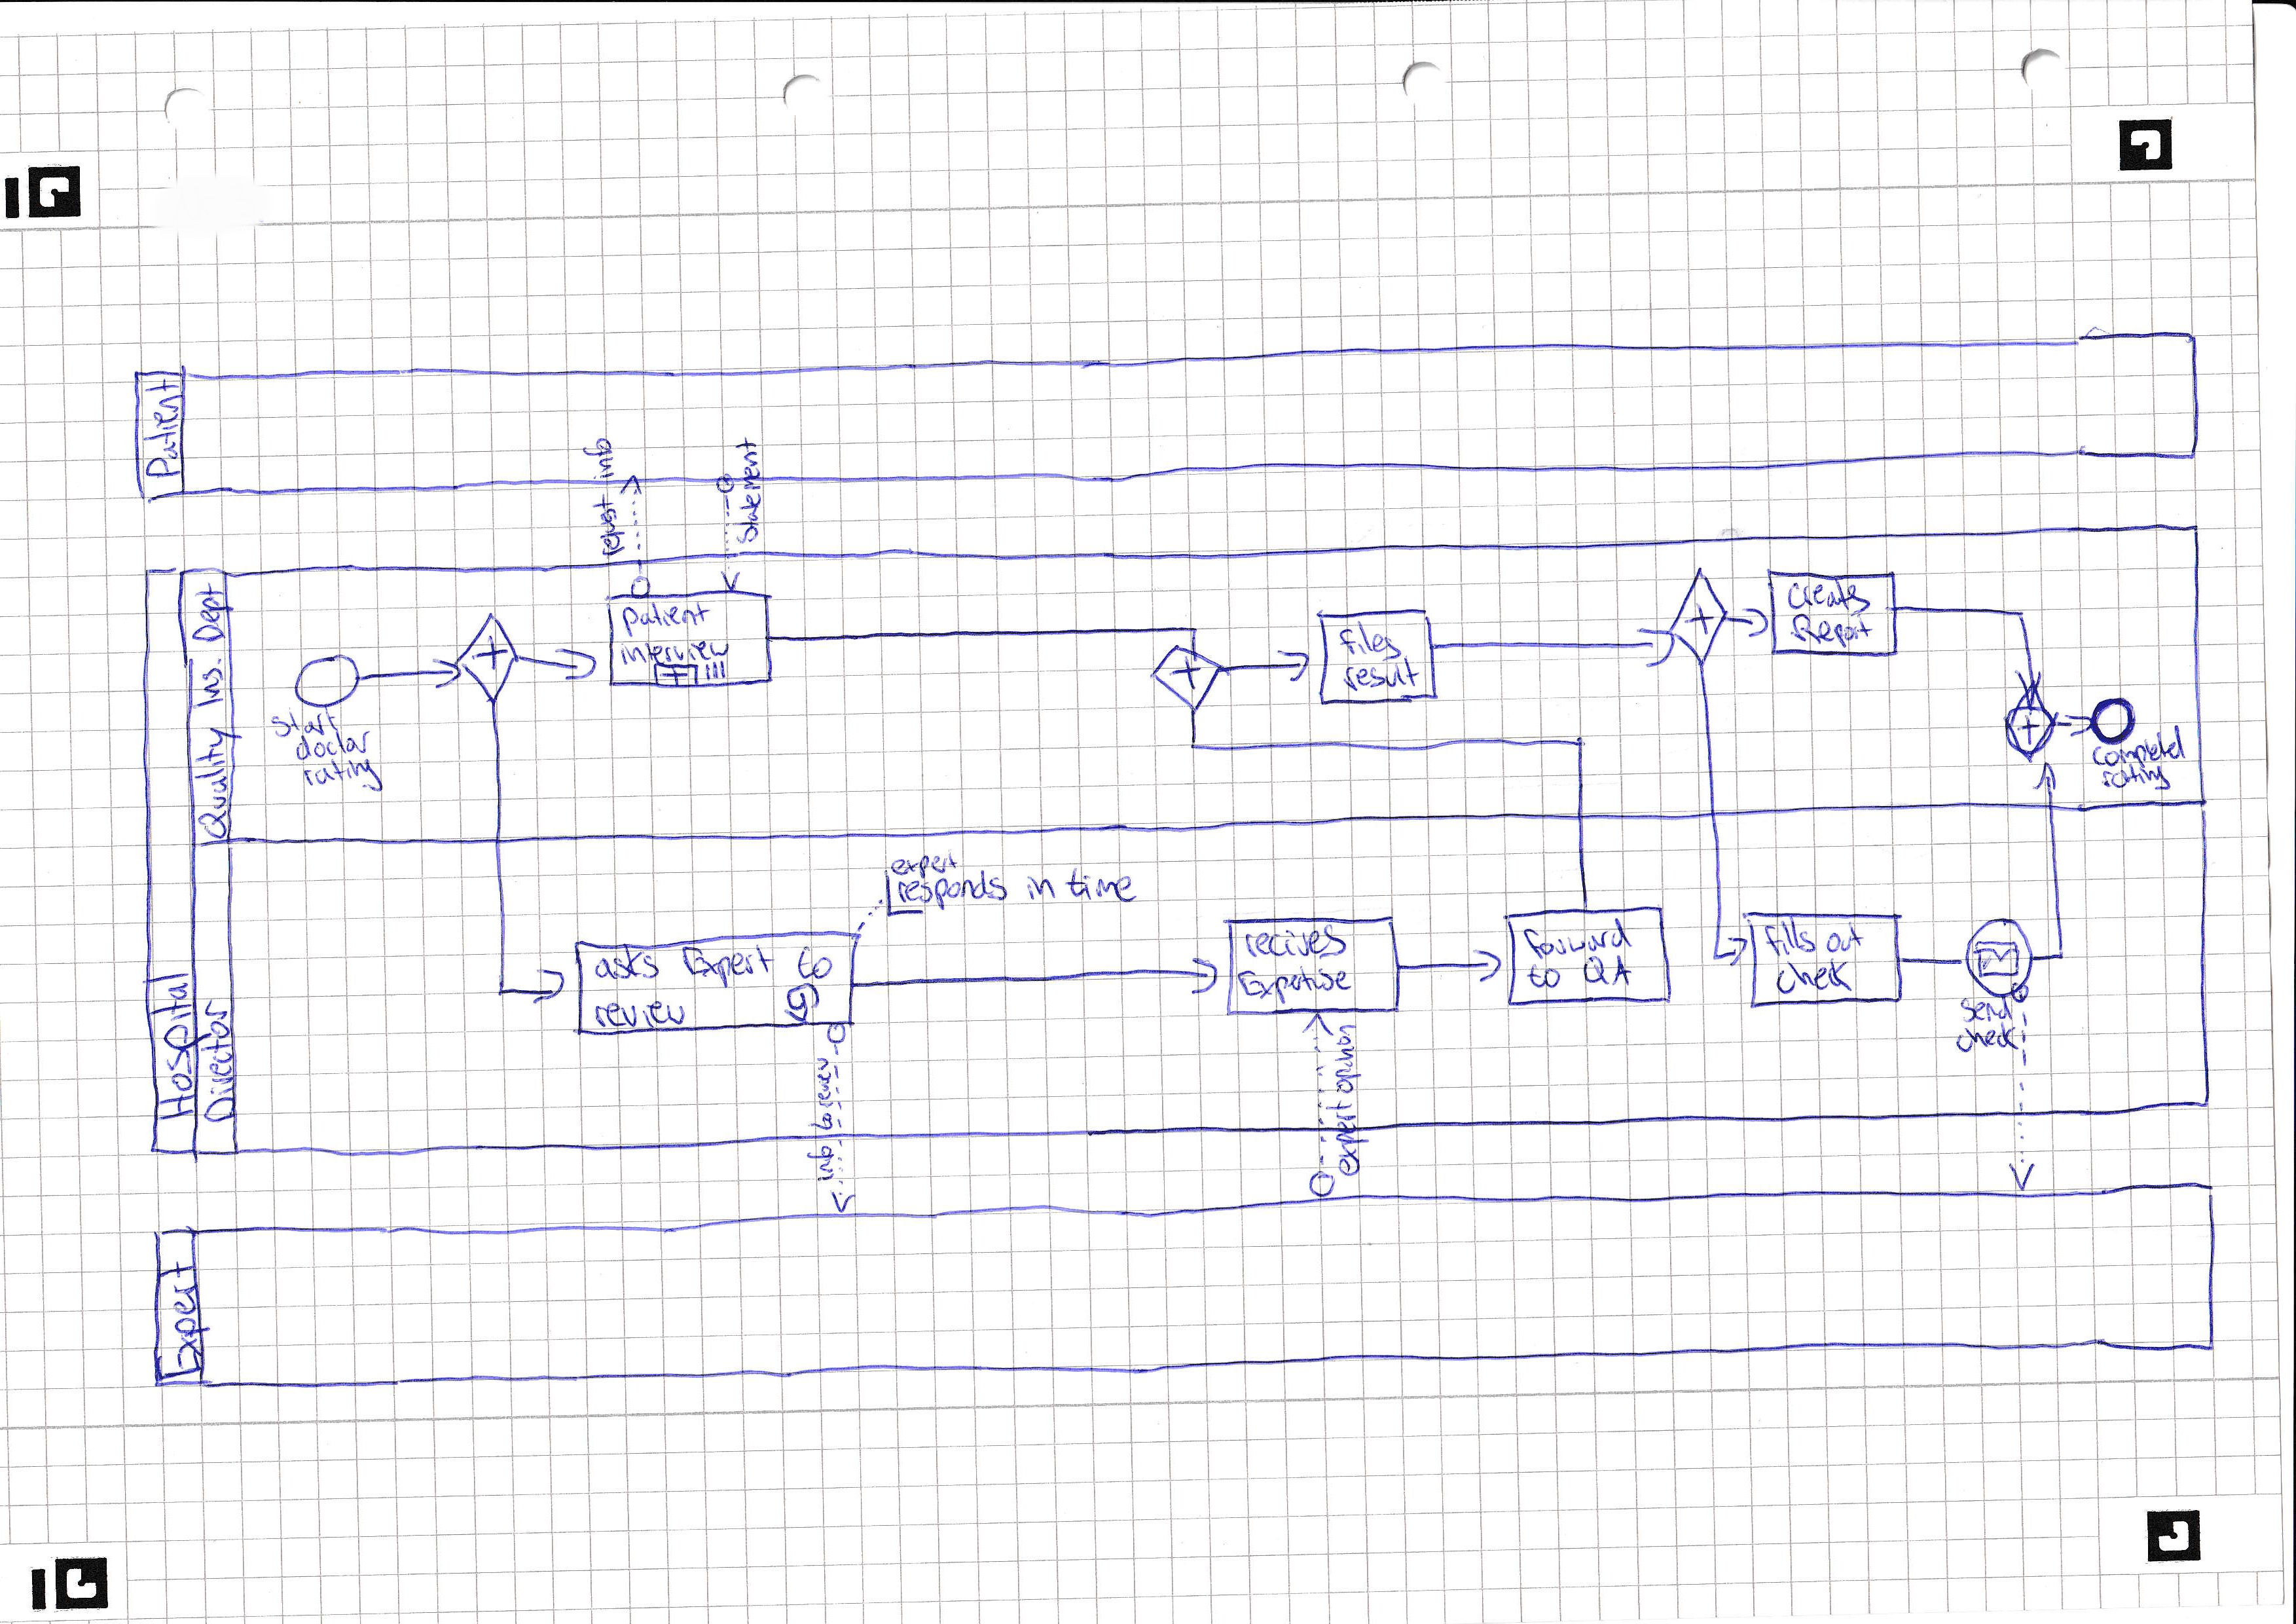 Patient
request info
Statement
Hospital
Quality Ins. Dept
Director
Start
doctor
rating
patient
interview
files
result
creates
Report
completed
rating
expert
responds in time
asks Expert to
review
recives
Expertise
forward
to QA
fills out
check
Send
check
info to review
expert opinion
Expert